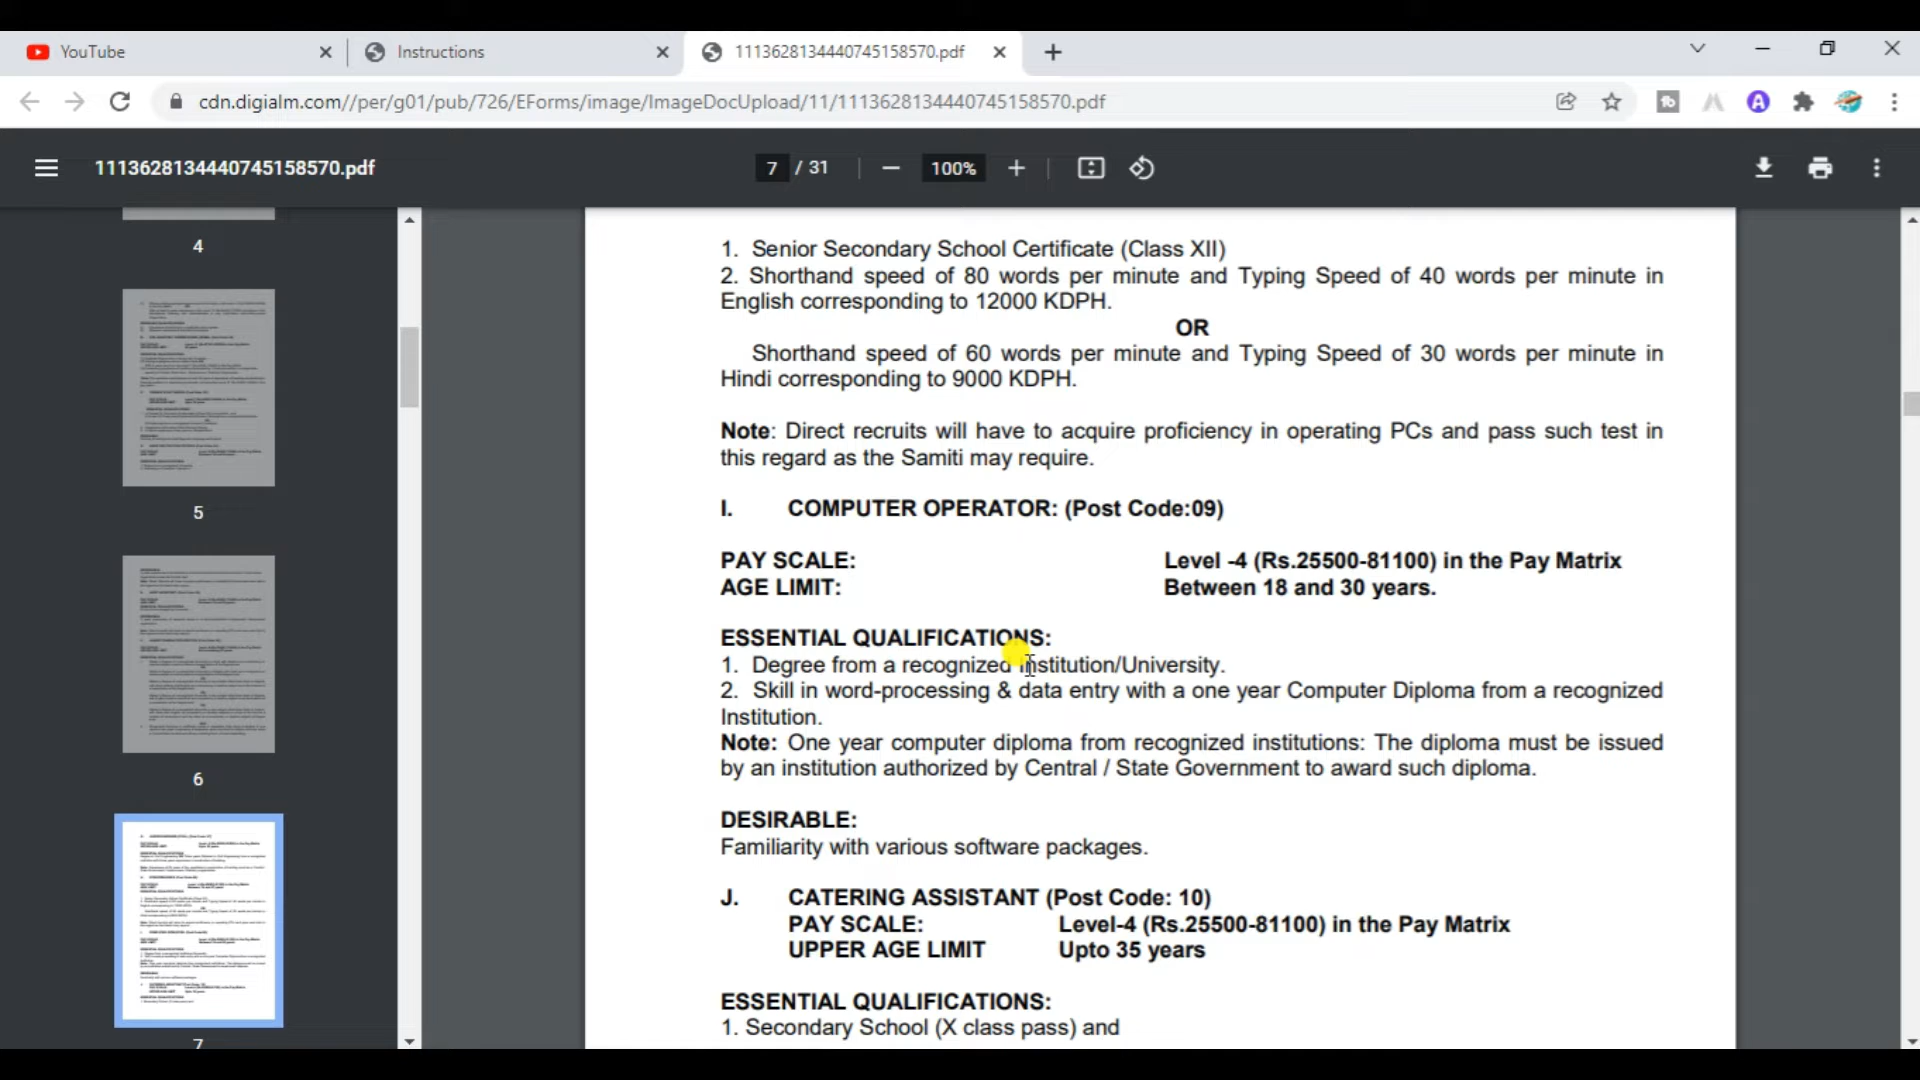 YouTube
Instructions
1113628134440745158570.pdf
cdn.digialm.com//per/g01/pub/726/EForms/image/ImageDocUpload/11/1113628134440745158570.pdf
1113628134440745158570.pdf
7 / 31
100%
4
5
6
7
1. Senior Secondary School Certificate (Class XII)
2. Shorthand speed of 80 words per minute and Typing Speed of 40 words per minute in
English corresponding to 12000 KDPH.
OR
Shorthand speed of 60 words per minute and Typing Speed of 30 words per minute in
Hindi corresponding to 9000 KDPH.
Note: Direct recruits will have to acquire proficiency in operating PCs and pass such test in
this regard as the Samiti may require.
I. COMPUTER OPERATOR: (Post Code:09)
PAY SCALE: Level -4 (Rs.25500-81100) in the Pay Matrix
AGE LIMIT: Between 18 and 30 years.
ESSENTIAL QUALIFICATIONS:
1. Degree from a recognized institution/University.
2. Skill in word-processing & data entry with a one year Computer Diploma from a recognized
Institution.
Note: One year computer diploma from recognized institutions: The diploma must be issued
by an institution authorized by Central / State Government to award such diploma.
DESIRABLE:
Familiarity with various software packages.
J. CATERING ASSISTANT (Post Code: 10)
PAY SCALE: Level-4 (Rs.25500-81100) in the Pay Matrix
UPPER AGE LIMIT Upto 35 years
ESSENTIAL QUALIFICATIONS:
1. Secondary School (X class pass) and